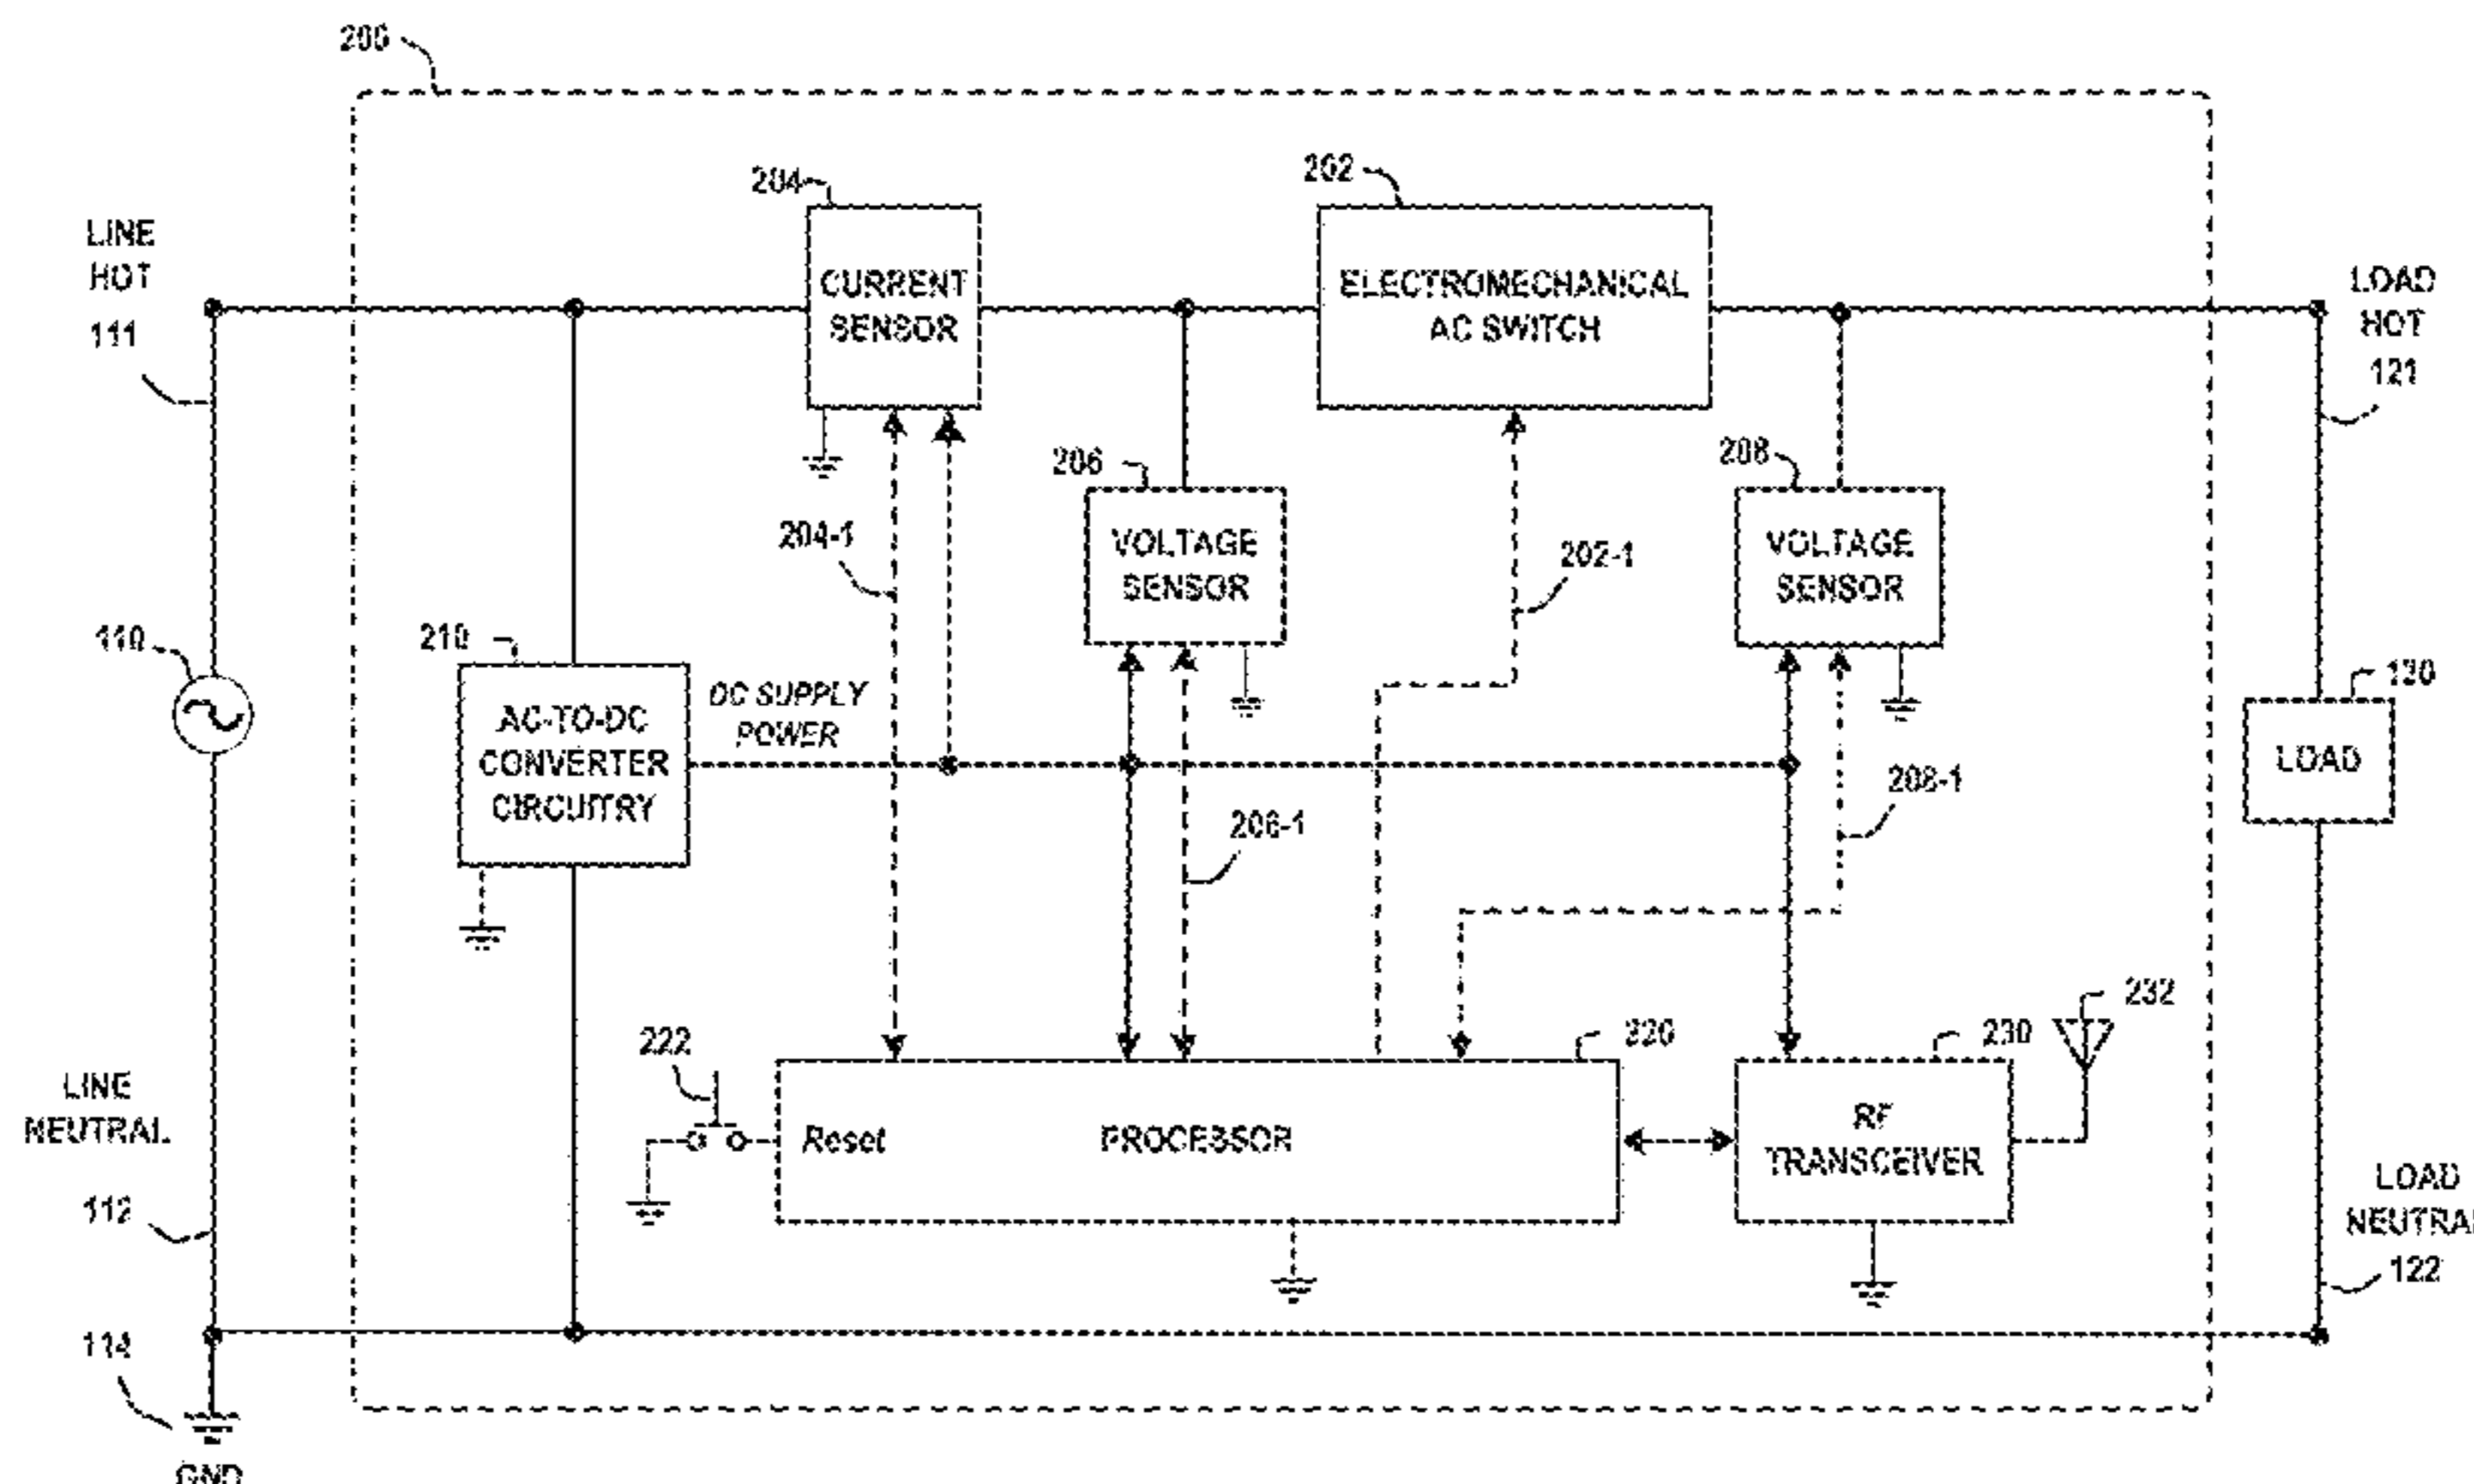 200
204
202
LINE
HOT
111
CURRENT
SENSOR
ELECTROMECHANICAL
AC SWITCH
LOAD
HOT
121
206
208
204-1
VOLTAGE
SENSOR
202-1
VOLTAGE
SENSOR
110
210
DC SUPPLY
POWER
120
AC-TO-DC
CONVERTER
CIRCUITRY
LOAD
206-1
208-1
232
222
220
230
LINE
NEUTRAL
Reset
PROCESSOR
RF
TRANSCEIVER
112
LOAD
NEUTRAL
122
114
GND